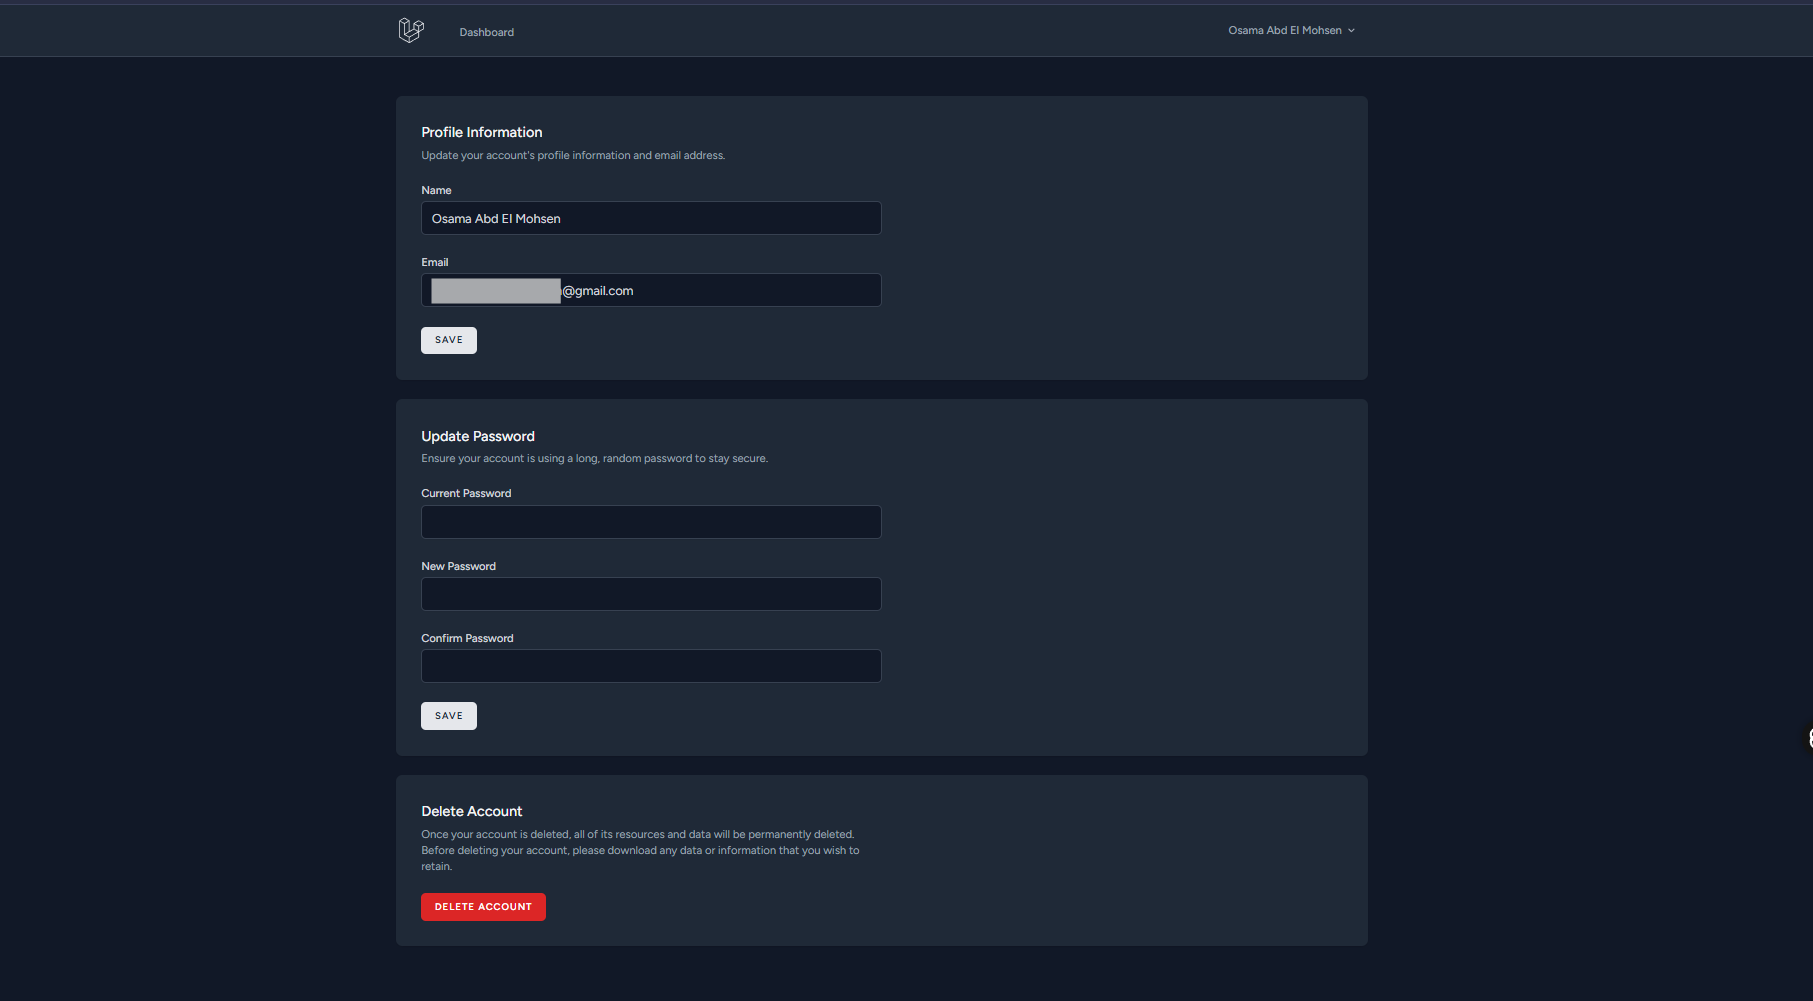 Dashboard
Osama Abd El Mohsen
Profile Information
Update your account's profile information and email address.
Name
Osama Abd El Mohsen
Email
@gmail.com
SAVE
Update Password
Ensure your account is using a long, random password to stay secure.
Current Password
New Password
Confirm Password
SAVE
Delete Account
Once your account is deleted, all of its resources and data will be permanently deleted.
Before deleting your account, please download any data or information that you wish to
retain.
DELETE ACCOUNT